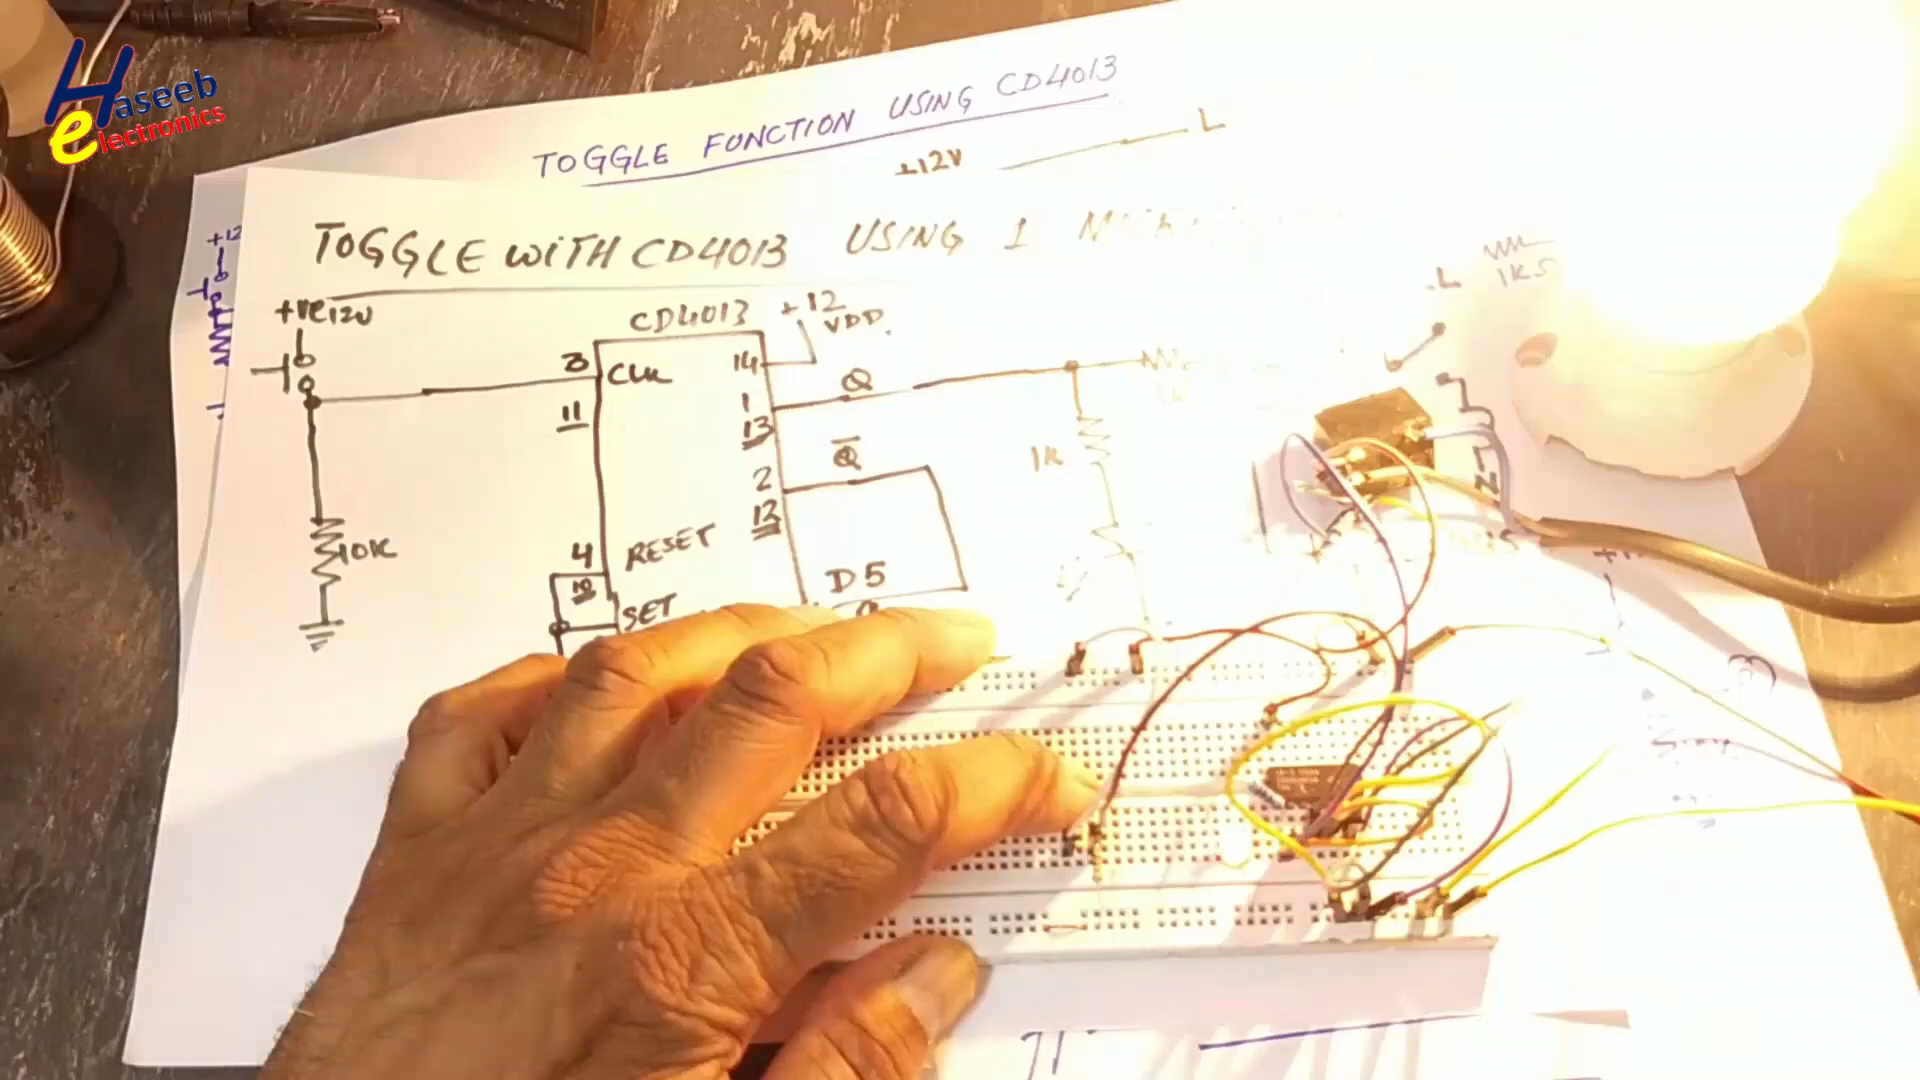 Haseeb
electronics
TOGGLE FUNCTION USING CD4013
+12V
L
TOGGLE WITH CD4013 USING 1
+12
+ve12V
CD4013
+12
VDD.
3
CLK
14
11
1
Q
13
2
Q̅
12
4
RESET
10
SET
D5
10K
1K
L
1K5
N